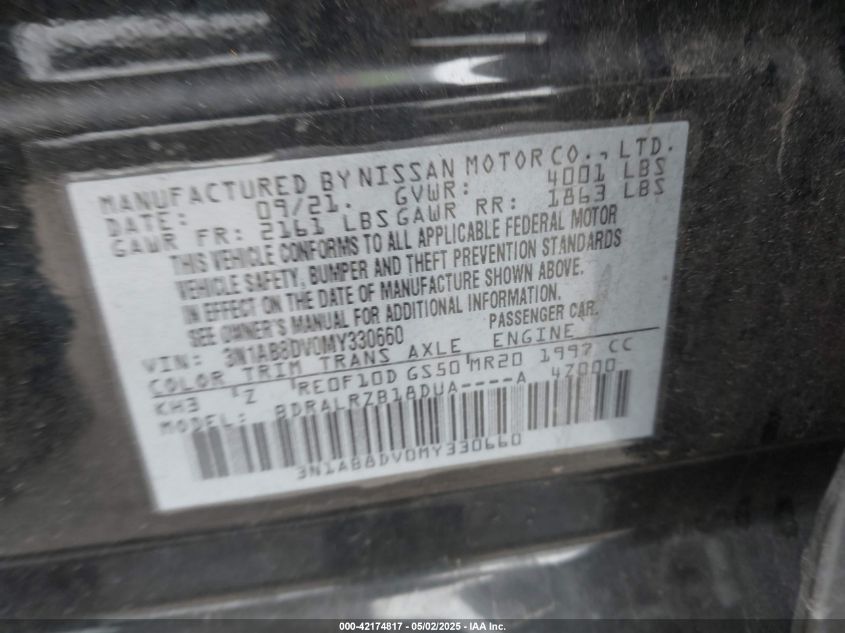 MANUFACTURED BY NISSAN MOTOR CO., LTD.
DATE: 09/21. GVWR: 4001 LBS
GAWR FR: 2161 LBS GAWR RR: 1863 LBS
THIS VEHICLE CONFORMS TO ALL APPLICABLE FEDERAL MOTOR
VEHICLE SAFETY, BUMPER AND THEFT PREVENTION STANDARDS
IN EFFECT ON THE DATE OF MANUFACTURE SHOWN ABOVE.
SEE OWNER'S MANUAL FOR ADDITIONAL INFORMATION.
VIN: 3N1AB8DV0MY330660 PASSENGER CAR.
COLOR TRIM TRANS AXLE ENGINE
KH3 Z RE0F10D GS50 MR20 1997 CC
MODEL: BDRALRZB18DUA----A 4Z000
3N1AB8DV0MY330660
000-42174817 - 05/02/2025 - IAA Inc.